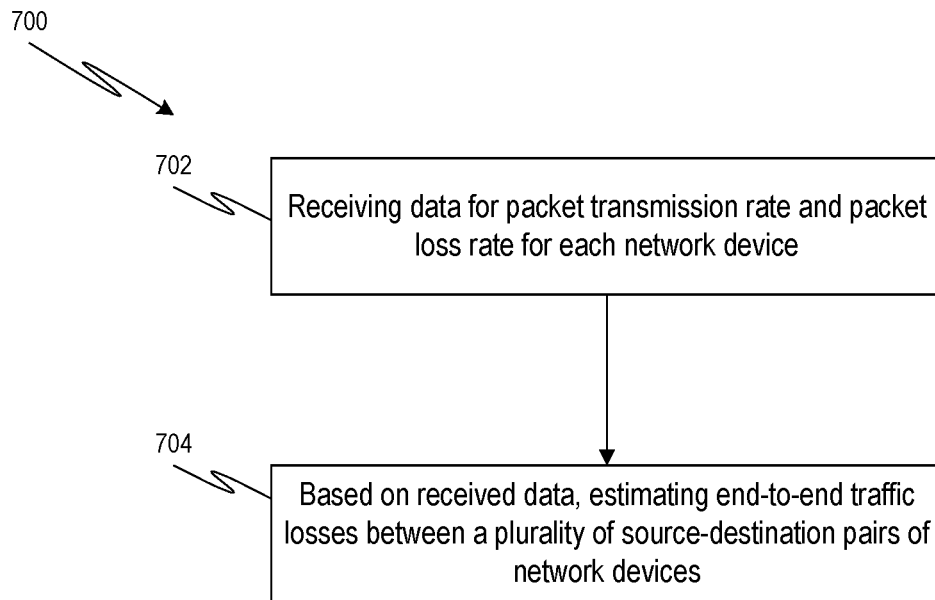 700
702
Receiving data for packet transmission rate and packet
loss rate for each network device
704
Based on received data, estimating end-to-end traffic
losses between a plurality of source-destination pairs of
network devices